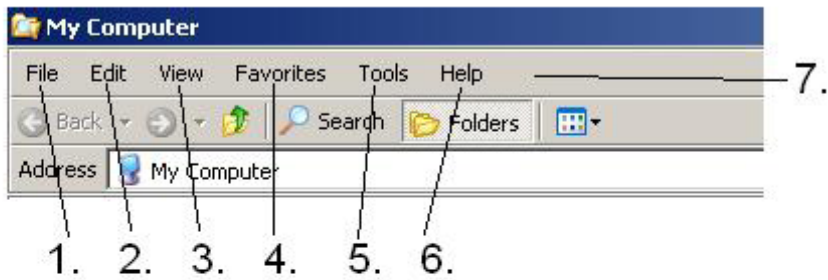 My Computer
File Edit View Favorites Tools Help
7.
Back Search Folders
Address My Computer
1. 2. 3. 4. 5. 6.